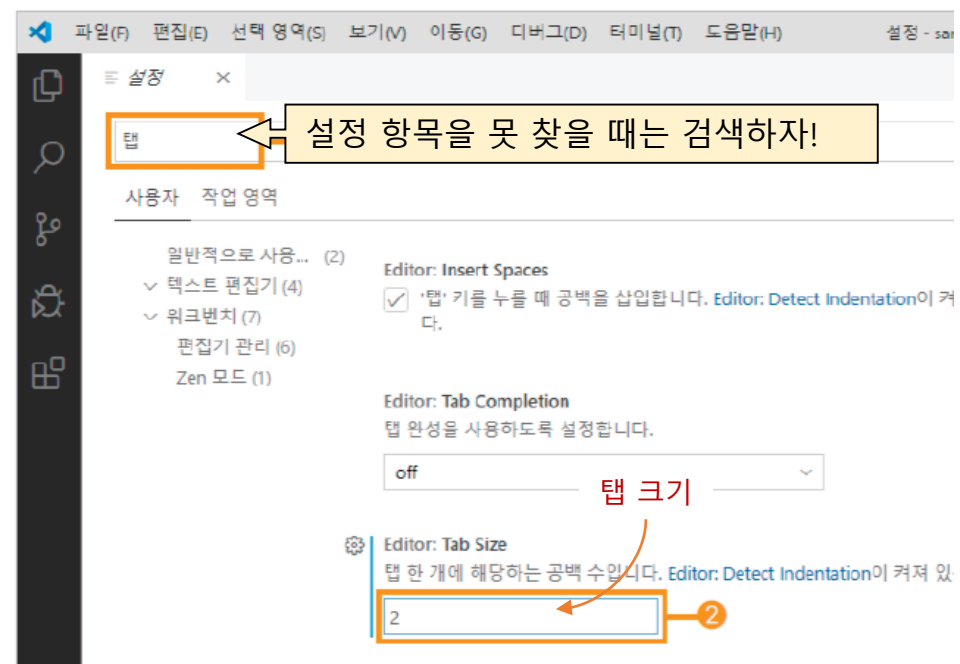 파일(F) 편집(E) 선택 영역(S) 보기(V) 이동(G) 디버그(D) 터미널(T) 도움말(H) 설정 - sar
설정
탭
설정 항목을 못 찾을 때는 검색하자!
사용자 작업 영역
일반적으로 사용... (2)
텍스트 편집기 (4)
워크벤치 (7)
편집기 관리 (6)
Zen 모드 (1)
Editor: Insert Spaces
'탭' 키를 누를 때 공백을 삽입합니다. Editor: Detect Indentation이 켜
다.
Editor: Tab Completion
탭 완성을 사용하도록 설정합니다.
off
탭 크기
Editor: Tab Size
탭 한 개에 해당하는 공백 수입니다. Editor: Detect Indentation이 켜져 있
2
2